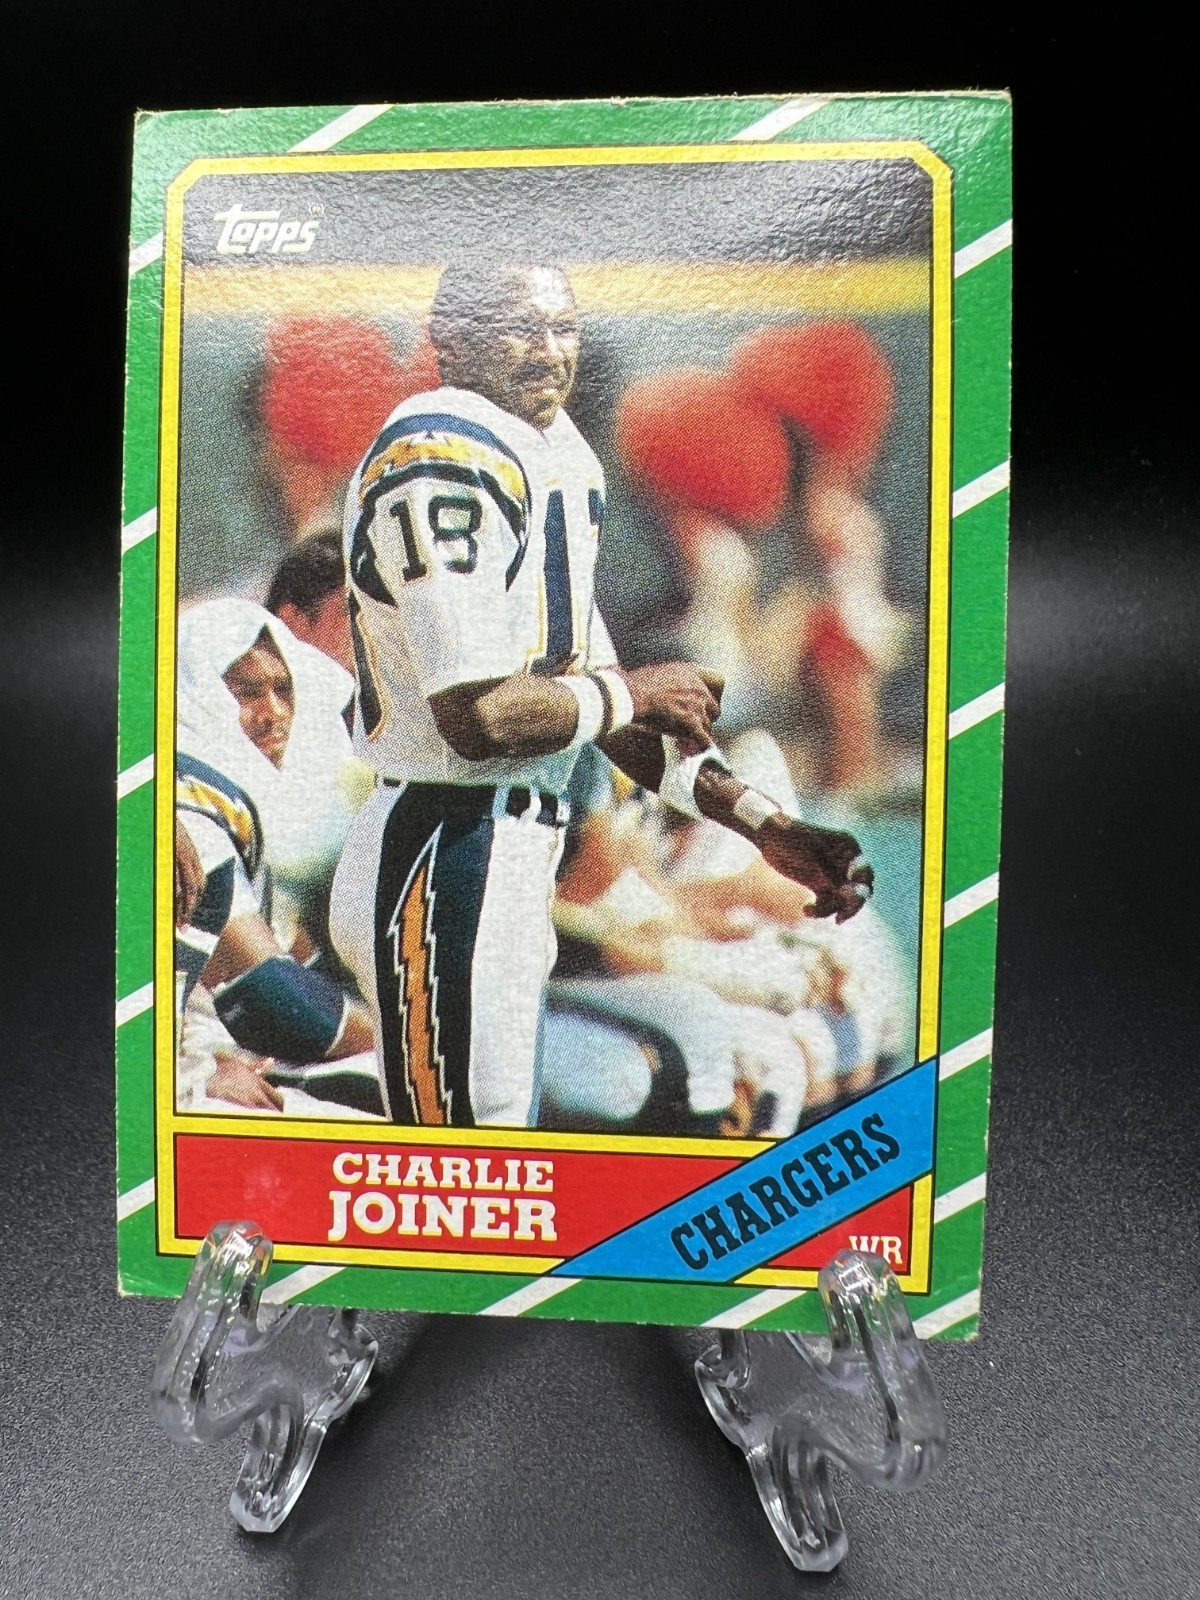 Topps
18
CHARLIE
JOINER
CHARGERS
WR